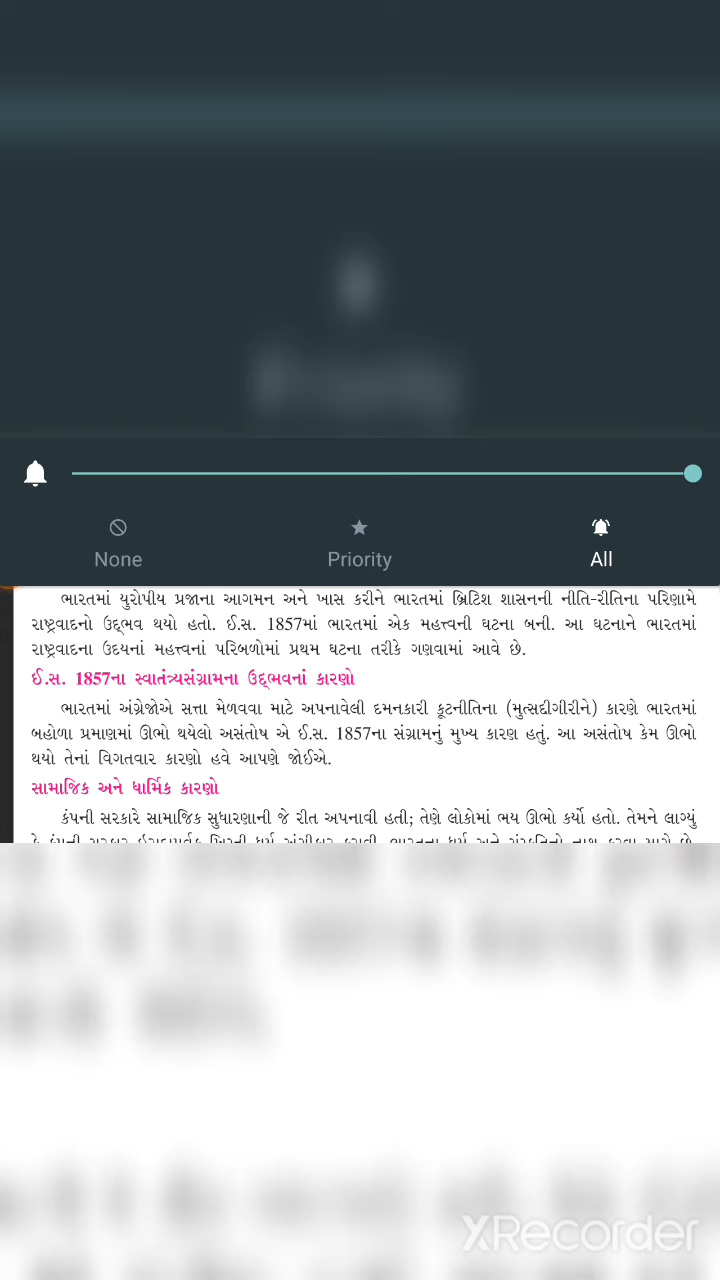 None Priority All
ભારતમાં યુરોપીય પ્રજાના આગમન અને ખાસ કરીને ભારતમાં બ્રિટિશ શાસનની નીતિ-રીતિના પરિણામે
રાષ્ટ્રવાદનો ઉદ્ભવ થયો હતો. ઈ.સ. 1857માં ભારતમાં એક મહત્ત્વની ઘટના બની. આ ઘટનાને ભારતમાં
રાષ્ટ્રવાદના ઉદયનાં મહત્ત્વનાં પરિબળોમાં પ્રથમ ઘટના તરીકે ગણવામાં આવે છે.
ઈ.સ. 1857ના સ્વાતંત્ર્યસંગ્રામના ઉદ્ભવનાં કારણો
ભારતમાં અંગ્રેજોએ સત્તા મેળવવા માટે અપનાવેલી દમનકારી કૂટનીતિના (મુત્સદ્દીગીરીને) કારણે ભારતમાં
બહોળા પ્રમાણમાં ઊભો થયેલો અસંતોષ એ ઈ.સ. 1857ના સંગ્રામનું મુખ્ય કારણ હતું. આ અસંતોષ કેમ ઊભો
થયો તેનાં વિગતવાર કારણો હવે આપણે જોઈએ.
સામાજિક અને ધાર્મિક કારણો
કંપની સરકારે સામાજિક સુધારણાની જે રીત અપનાવી હતી; તેણે લોકોમાં ભય ઊભો કર્યો હતો. તેમને લાગ્યું
XRecorder